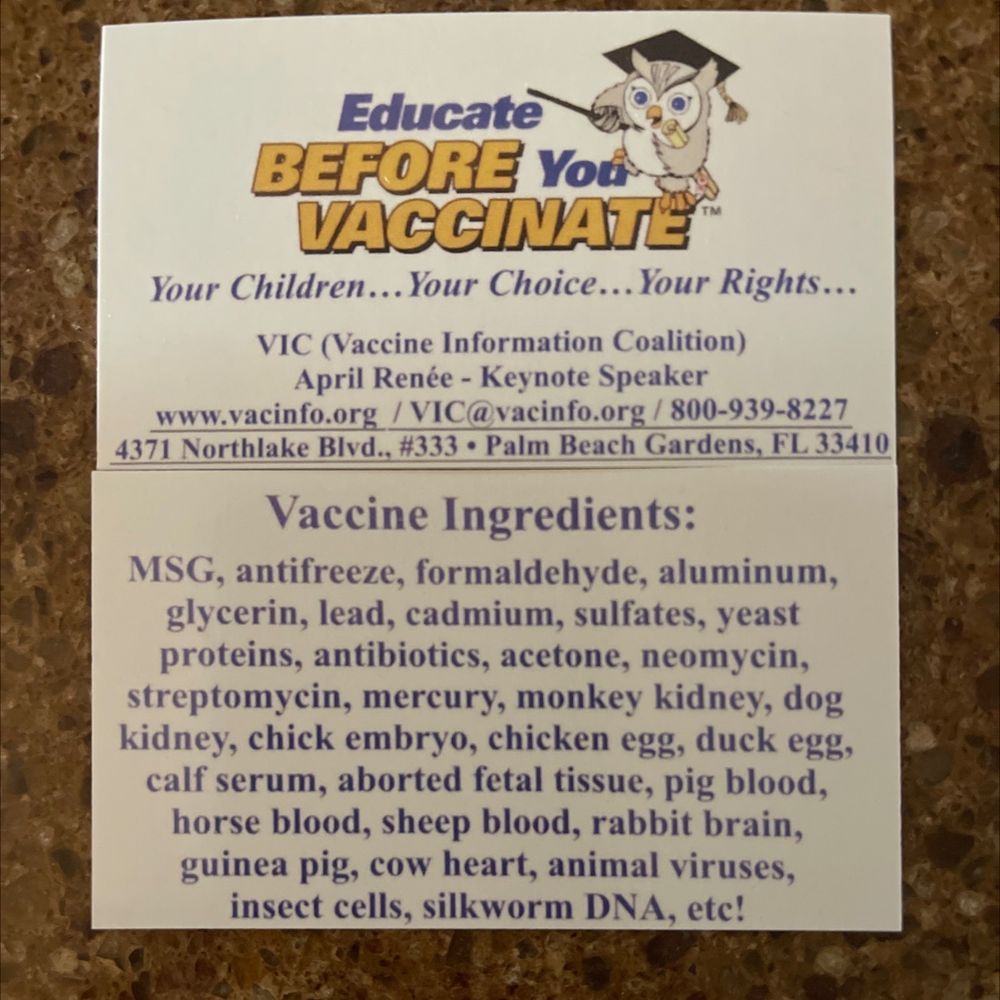 Educate
BEFORE You
VACCINATE™
Your Children...Your Choice...Your Rights...
VIC (Vaccine Information Coalition)
April Renée - Keynote Speaker
www.vacinfo.org / VIC@vacinfo.org / 800-939-8227
4371 Northlake Blvd., #333 • Palm Beach Gardens, FL 33410
Vaccine Ingredients:
MSG, antifreeze, formaldehyde, aluminum,
glycerin, lead, cadmium, sulfates, yeast
proteins, antibiotics, acetone, neomycin,
streptomycin, mercury, monkey kidney, dog
kidney, chick embryo, chicken egg, duck egg,
calf serum, aborted fetal tissue, pig blood,
horse blood, sheep blood, rabbit brain,
guinea pig, cow heart, animal viruses,
insect cells, silkworm DNA, etc!